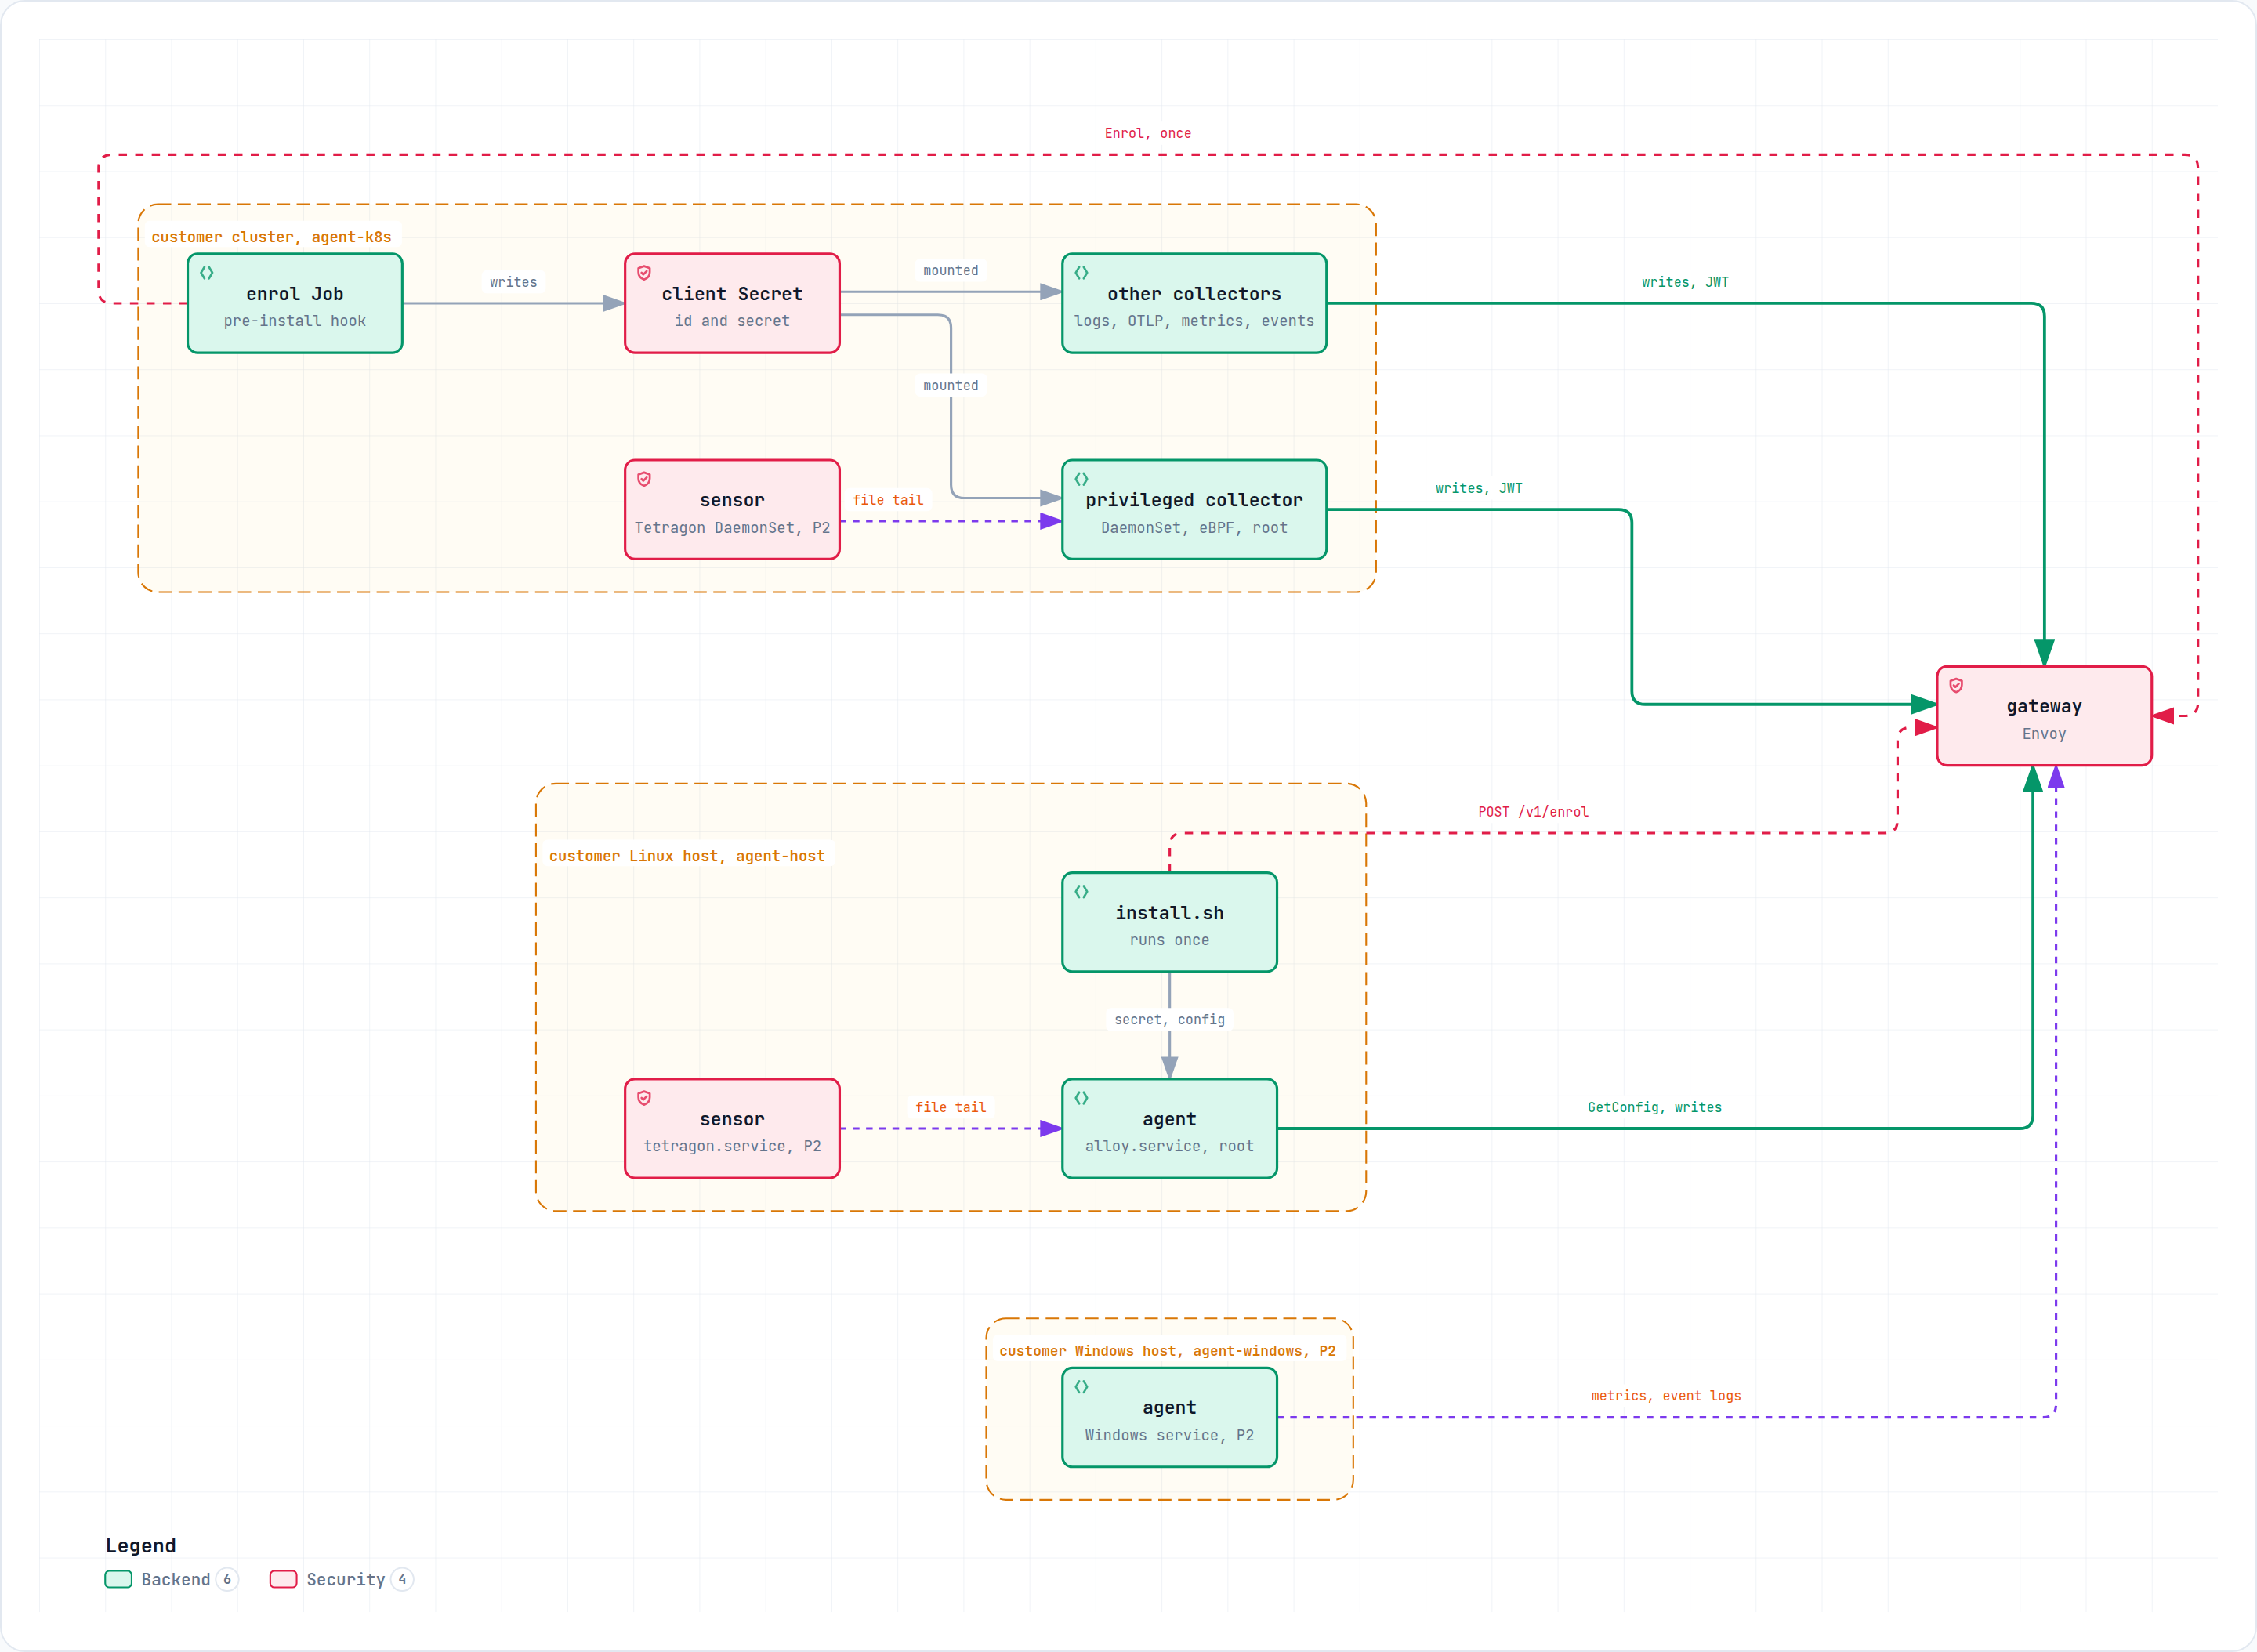 Enrol, once
customer cluster, agent-k8s
enrol Job
pre-install hook
writes
client Secret
id and secret
mounted
other collectors
logs, OTLP, metrics, events
writes, JWT
mounted
sensor
Tetragon DaemonSet, P2
file tail
privileged collector
DaemonSet, eBPF, root
writes, JWT
gateway
Envoy
customer Linux host, agent-host
POST /v1/enrol
install.sh
runs once
secret, config
sensor
tetragon.service, P2
file tail
agent
alloy.service, root
GetConfig, writes
customer Windows host, agent-windows, P2
agent
Windows service, P2
metrics, event logs
Legend
Backend 6
Security 4